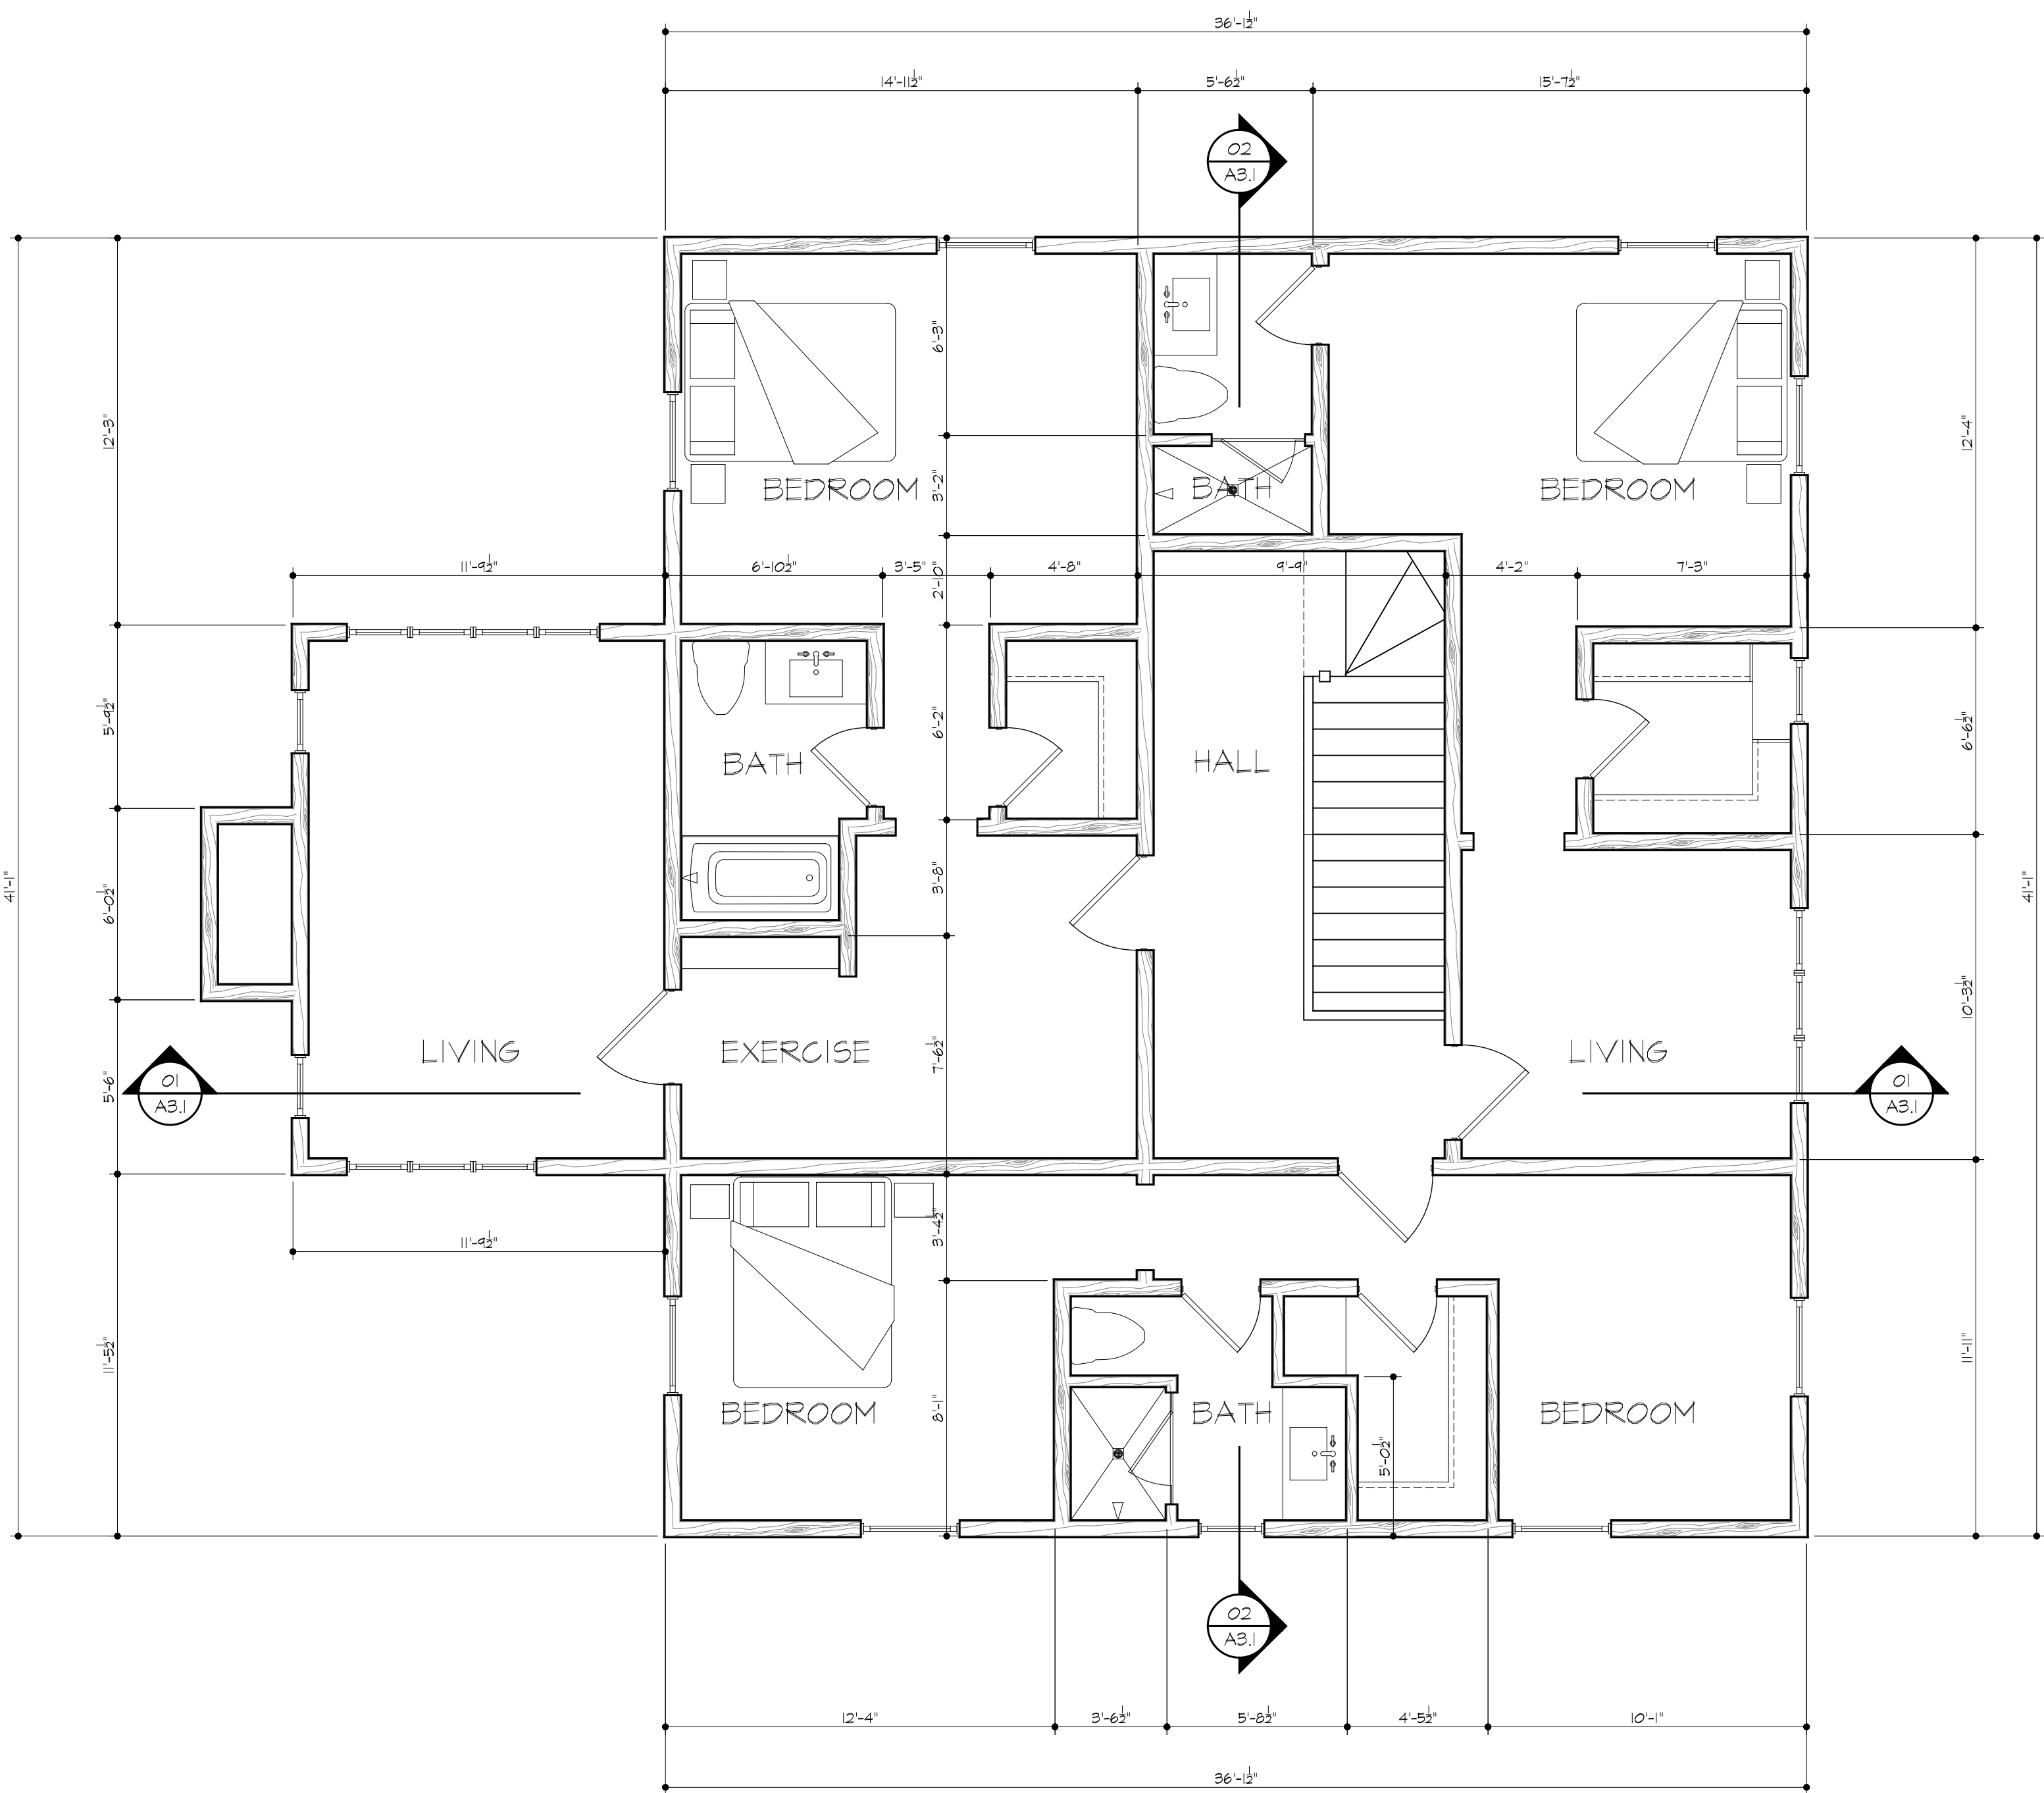 36'-1½"
14'-11½"
5'-6½"
15'-7½"
02
A3.1
6'-3"
12'-3"
12'-4"
3'-2"
BEDROOM
BATH
BEDROOM
11'-9½"
6'-10½"
3'-5"
2'-10"
4'-8"
9'-9"
4'-2"
7'-3"
5'-9½"
6'-2"
6'-6½"
BATH
HALL
41'-1"
6'-0½"
3'-8"
41'-1"
10'-3½"
LIVING
EXERCISE
7'-6½"
LIVING
01
A3.1
5'-6"
01
A3.1
11'-9½"
3'-4½"
11'-5½"
11'-11"
8'-1"
BEDROOM
BATH
BEDROOM
5'-0½"
02
A3.1
12'-4"
3'-6½"
5'-8½"
4'-5½"
10'-1"
36'-1½"